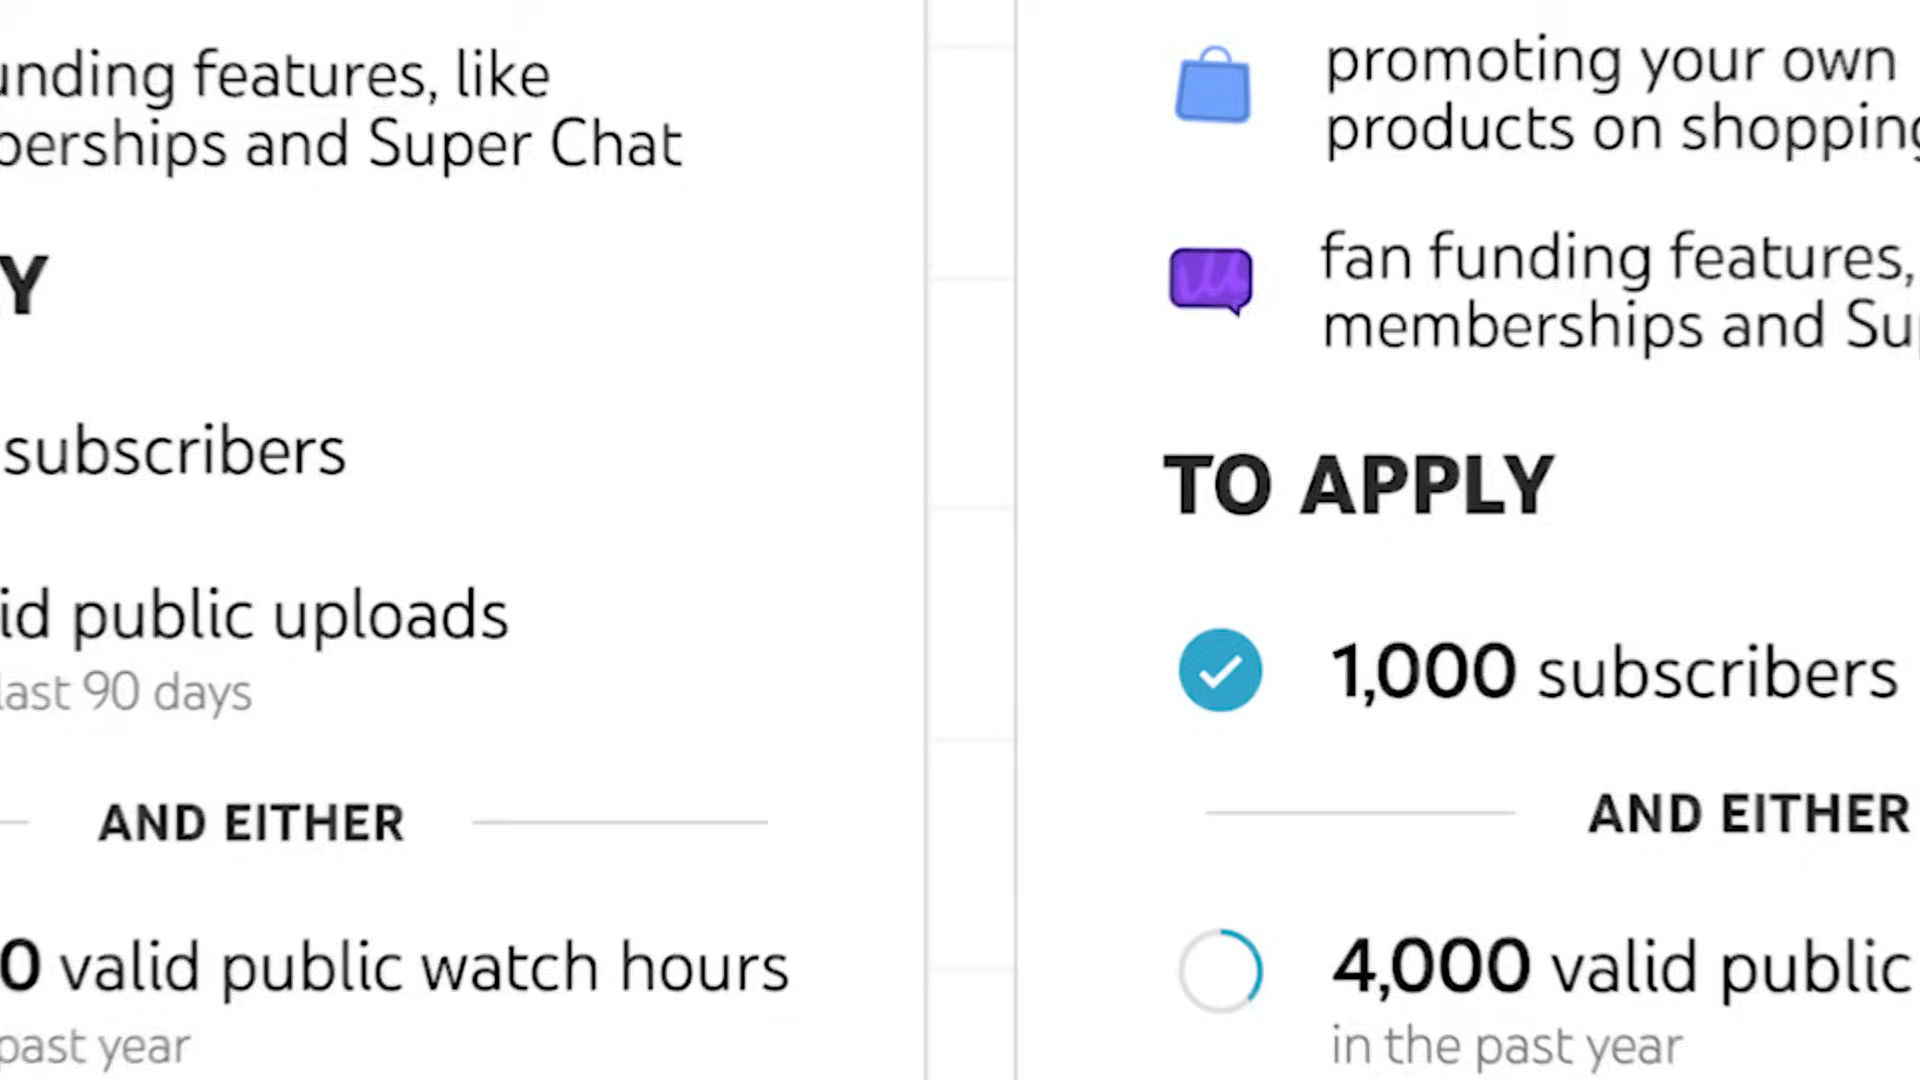 unding features, like
berships and Super Chat
Y
subscribers
id public uploads
last 90 days
AND EITHER
0 valid public watch hours
past year
promoting your own
products on shopping
fan funding features,
memberships and Sup
TO APPLY
1,000 subscribers
AND EITHER
4,000 valid public
in the past year